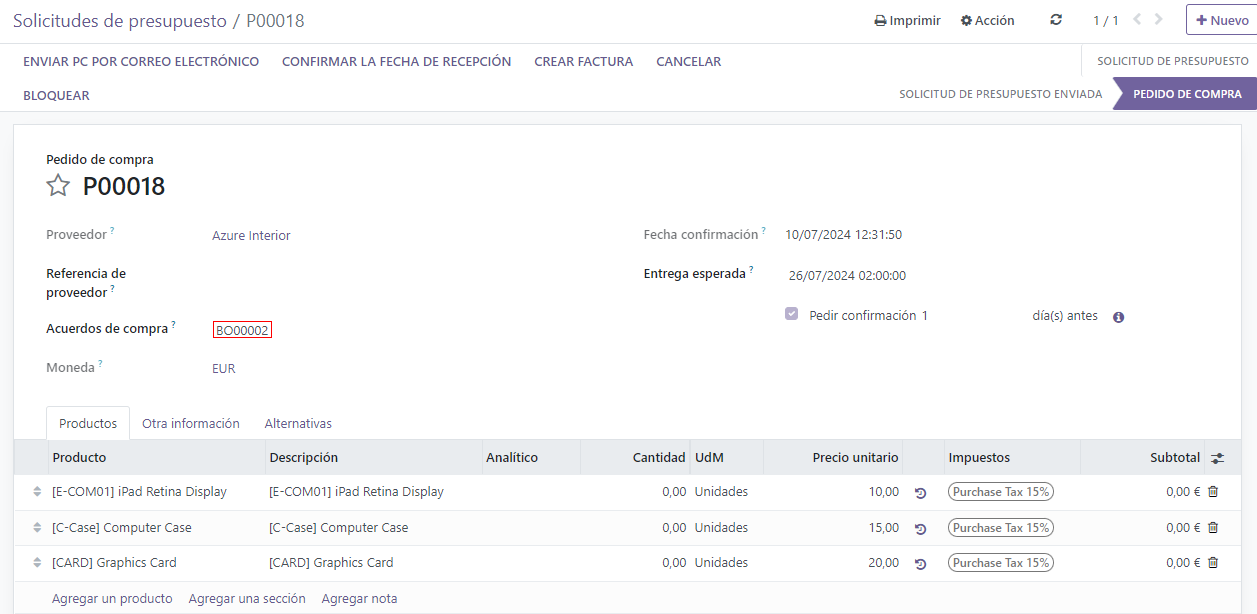 Solicitudes de presupuesto / P00018
Imprimir Acción 1 / 1 Nuevo
ENVIAR PC POR CORREO ELECTRÓNICO CONFIRMAR LA FECHA DE RECEPCIÓN CREAR FACTURA CANCELAR SOLICITUD DE PRESUPUESTO
BLOQUEAR SOLICITUD DE PRESUPUESTO ENVIADA PEDIDO DE COMPRA
Pedido de compra
P00018
Proveedor ? Azure Interior Fecha confirmación ? 10/07/2024 12:31:50
Referencia de proveedor ? Entrega esperada ? 26/07/2024 02:00:00
Pedir confirmación 1 día(s) antes
Acuerdos de compra ? BO00002
Moneda ? EUR
Productos Otra información Alternativas
Producto Descripción Analítico Cantidad UdM Precio unitario Impuestos Subtotal
[E-COM01] iPad Retina Display [E-COM01] iPad Retina Display 0,00 Unidades 10,00 Purchase Tax 15% 0,00 €
[C-Case] Computer Case [C-Case] Computer Case 0,00 Unidades 15,00 Purchase Tax 15% 0,00 €
[CARD] Graphics Card [CARD] Graphics Card 0,00 Unidades 20,00 Purchase Tax 15% 0,00 €
Agregar un producto Agregar una sección Agregar nota